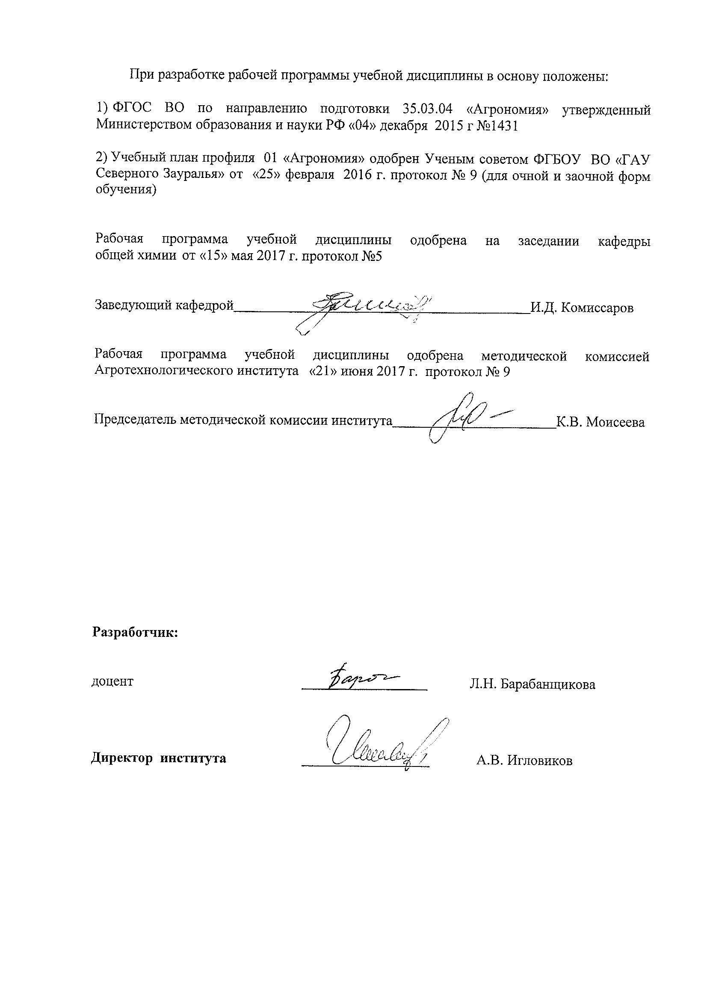 При разработке рабочей программы учебной дисциплины в основу положены:
1) ФГОС ВО по направлению подготовки 35.03.04 «Агрономия» утвержденный
Министерством образования и науки РФ «04» декабря 2015 г №1431
2) Учебный план профиля 01 «Агрономия» одобрен Ученым советом ФГБОУ ВО «ГАУ
Северного Зауралья» от «25» февраля 2016 г. протокол № 9 (для очной и заочной форм
обучения)
Рабочая программа учебной дисциплины одобрена на заседании кафедры
общей химии от «15» мая 2017 г. протокол №5
Заведующий кафедрой И.Д. Комиссаров
Рабочая программа учебной дисциплины одобрена методической комиссией
Агротехнологического института «21» июня 2017 г. протокол № 9
Председатель методической комиссии института К.В. Моисеева
Разработчик:
доцент Л.Н. Барабанщикова
Директор института А.В. Игловиков